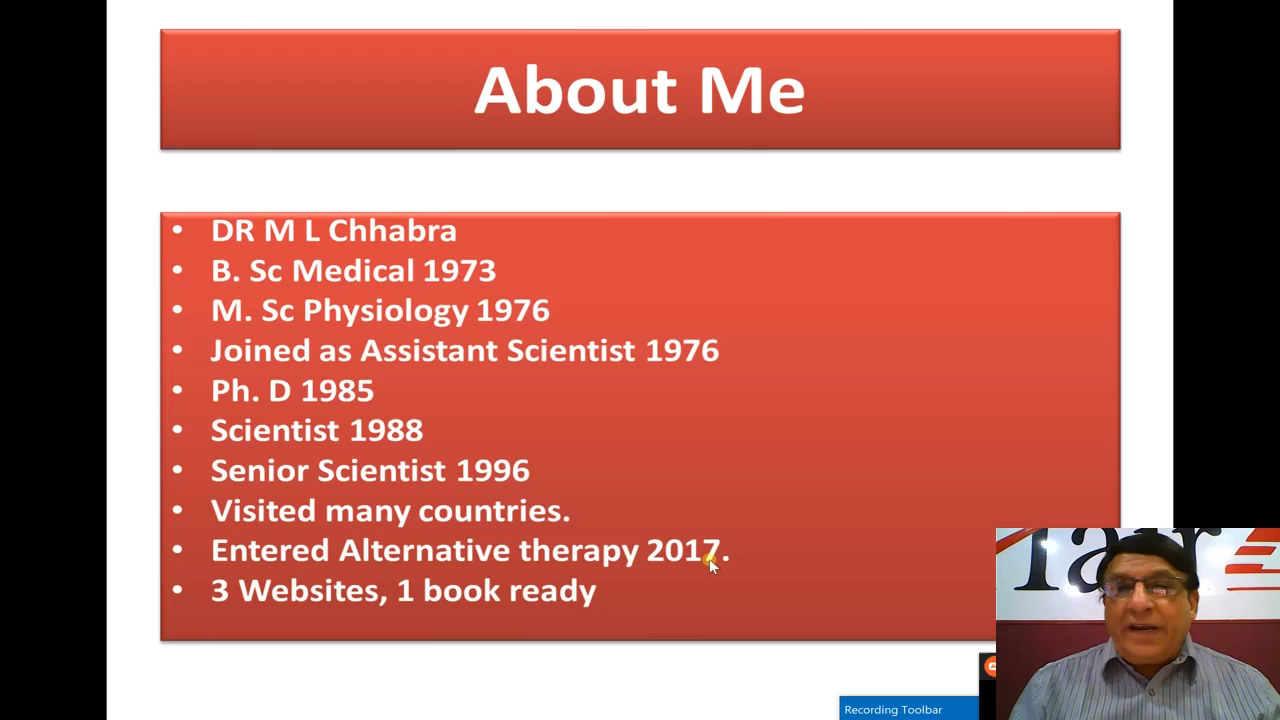 About Me
• DR M L Chhabra
• B. Sc Medical 1973
• M. Sc Physiology 1976
• Joined as Assistant Scientist 1976
• Ph. D 1985
• Scientist 1988
• Senior Scientist 1996
• Visited many countries.
• Entered Alternative therapy 2017.
• 3 Websites, 1 book ready
Recording Toolbar